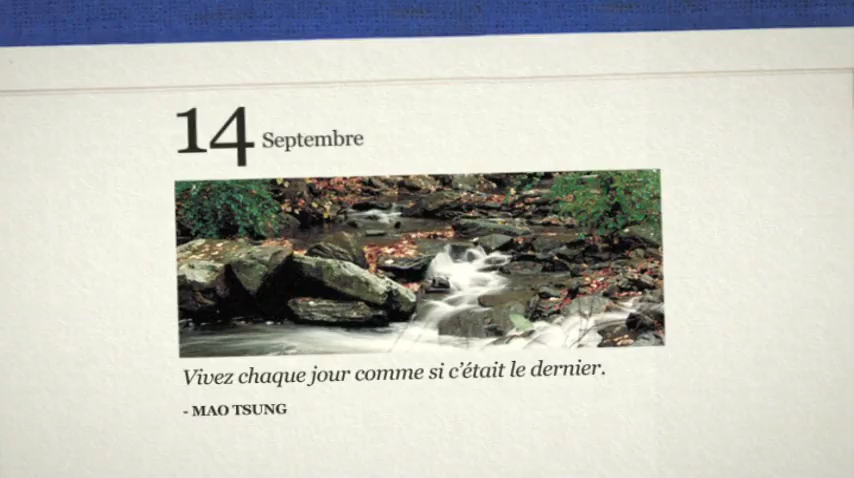 14 Septembre
Vivez chaque jour comme si c'était le dernier.
- MAO TSUNG